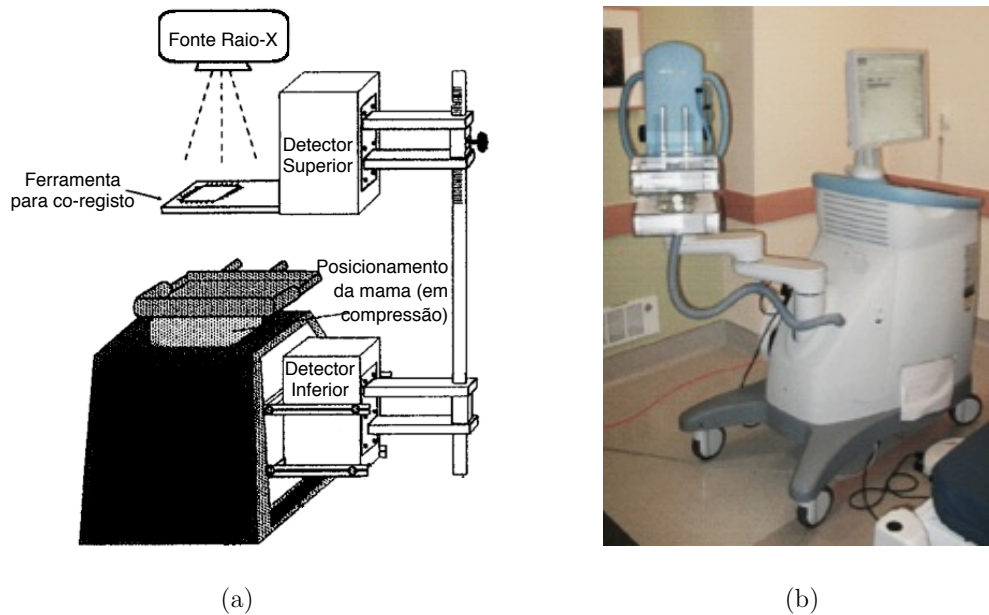 Fonte Raio-X
Detector
Superior
Ferramenta
para co-registo
Posicionamento
da mama (em
compressão)
Detector
Inferior
(a)
(b)